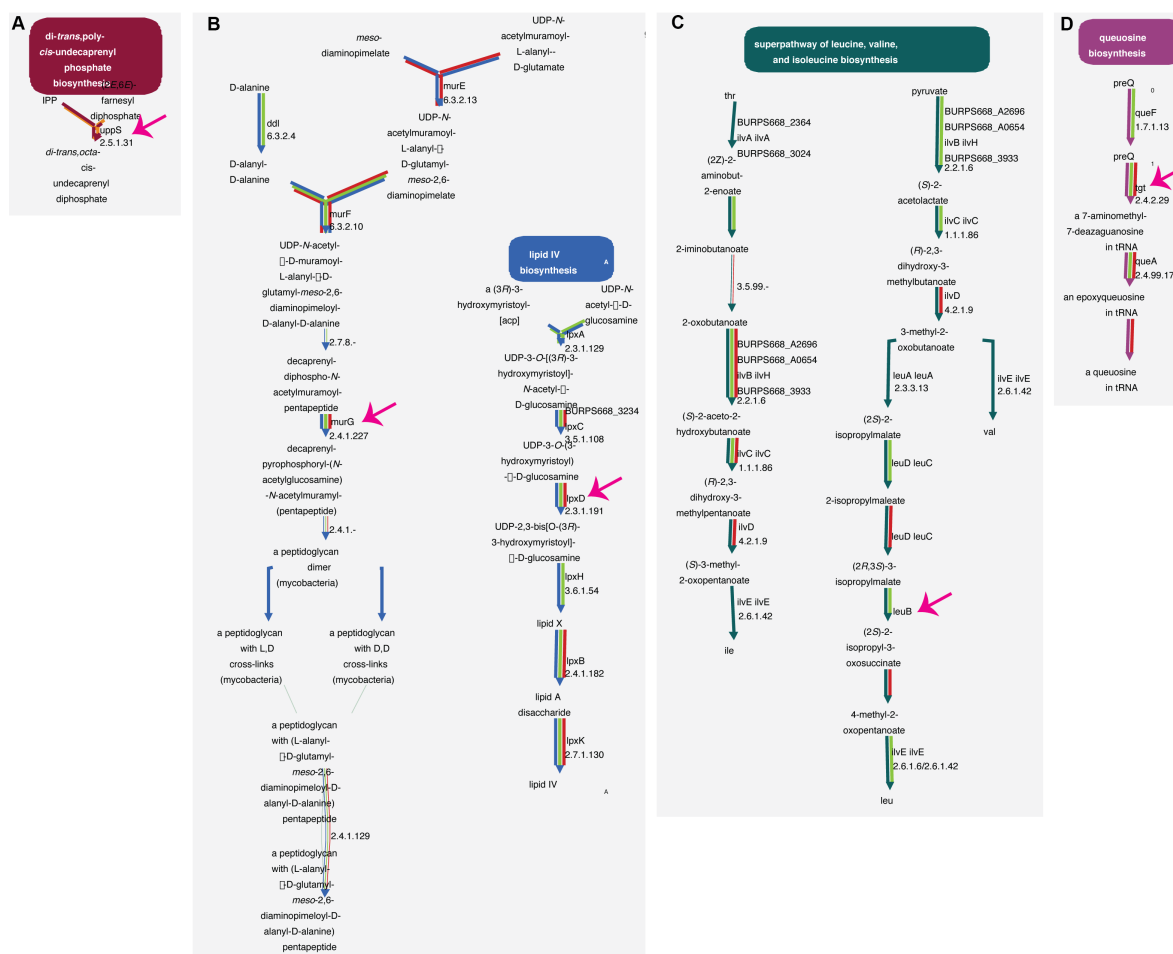 A
di-trans,poly-
cis-undecaprenyl
phosphate
biosynthesis
IPP
farnesyl
diphosphate
uppS
2.5.1.31
di-trans,octa-
cis-
undecaprenyl
diphosphate
B
meso-
diaminopimelate
UDP-N-
acetylmuramoyl-
L-alanyl--
D-glutamate
murE
6.3.2.13
D-alanine
ddl
6.3.2.4
D-alanyl-
D-alanine
UDP-N-
acetylmuramoyl-
L-alanyl-▯-
D-glutamyl-
meso-2,6-
diaminopimelate
murF
6.3.2.10
UDP-N-acetyl-
▯-D-muramoyl-
L-alanyl-▯-D-
glutamyl-meso-2,6-
diaminopimeloyl-
D-alanyl-D-alanine
2.7.8.-
decaprenyl-
diphospho-N-
acetylmuramoyl-
pentapeptide
murG
2.4.1.227
decaprenyl-
pyrophosphoryl-(N-
acetylglucosamine)
-N-acetylmuramyl-
(pentapeptide)
2.4.1.-
a peptidoglycan
dimer
(mycobacteria)
a peptidoglycan
with L,D
cross-links
(mycobacteria)
a peptidoglycan
with D,D
cross-links
(mycobacteria)
a peptidoglycan
with (L-alanyl-
▯-D-glutamyl-
meso-2,6-
diaminopimeloyl-D-
alanyl-D-alanine)
pentapeptide
2.4.1.129
a peptidoglycan
with (L-alanyl-
▯-D-glutamyl-
meso-2,6-
diaminopimeloyl-D-
alanyl-D-alanine)
pentapeptide
lipid IV A
biosynthesis
a (3R)-3-
hydroxymyristoyl-
[acp]
UDP-N-
acetyl-▯-D-
glucosamine
lpxA
2.3.1.129
UDP-3-O-[(3R)-3-
hydroxymyristoyl]-
N-acetyl-▯-
D-glucosamine
BURPS668_3234
lpxC
3.5.1.108
UDP-3-O-(3-
hydroxymyristoyl)
-▯-D-glucosamine
lpxD
2.3.1.191
UDP-2,3-bis[O-(3R)-
3-hydroxymyristoyl]-
▯-D-glucosamine
lpxH
3.6.1.54
lipid X
lpxB
2.4.1.182
lipid A
disaccharide
lpxK
2.7.1.130
lipid IV A
C
superpathway of leucine, valine,
and isoleucine biosynthesis
thr
BURPS668_2364
ilvA ilvA
BURPS668_3024
(2Z)-2-
aminobut-
2-enoate
2-iminobutanoate
3.5.99.-
2-oxobutanoate
BURPS668_A2696
BURPS668_A0654
ilvB ilvH
BURPS668_3933
2.2.1.6
(S)-2-aceto-2-
hydroxybutanoate
ilvC ilvC
1.1.1.86
(R)-2,3-
dihydroxy-3-
methylpentanoate
ilvD
4.2.1.9
(S)-3-methyl-
2-oxopentanoate
ilvE ilvE
2.6.1.42
ile
pyruvate
BURPS668_A2696
BURPS668_A0654
ilvB ilvH
BURPS668_3933
2.2.1.6
(S)-2-
acetolactate
ilvC ilvC
1.1.1.86
(R)-2,3-
dihydroxy-3-
methylbutanoate
ilvD
4.2.1.9
3-methyl-2-
oxobutanoate
leuA leuA
2.3.3.13
ilvE ilvE
2.6.1.42
val
(2S)-2-
isopropylmalate
leuD leuC
2-isopropylmaleate
leuD leuC
(2R,3S)-3-
isopropylmalate
leuB
(2S)-2-
isopropyl-3-
oxosuccinate
4-methyl-2-
oxopentanoate
ilvE ilvE
2.6.1.6/2.6.1.42
leu
D
queuosine
biosynthesis
preQ 0
queF
1.7.1.13
preQ 1
tgt
2.4.2.29
a 7-aminomethyl-
7-deazaguanosine
in tRNA
queA
2.4.99.17
an epoxyqueuosine
in tRNA
a queuosine
in tRNA